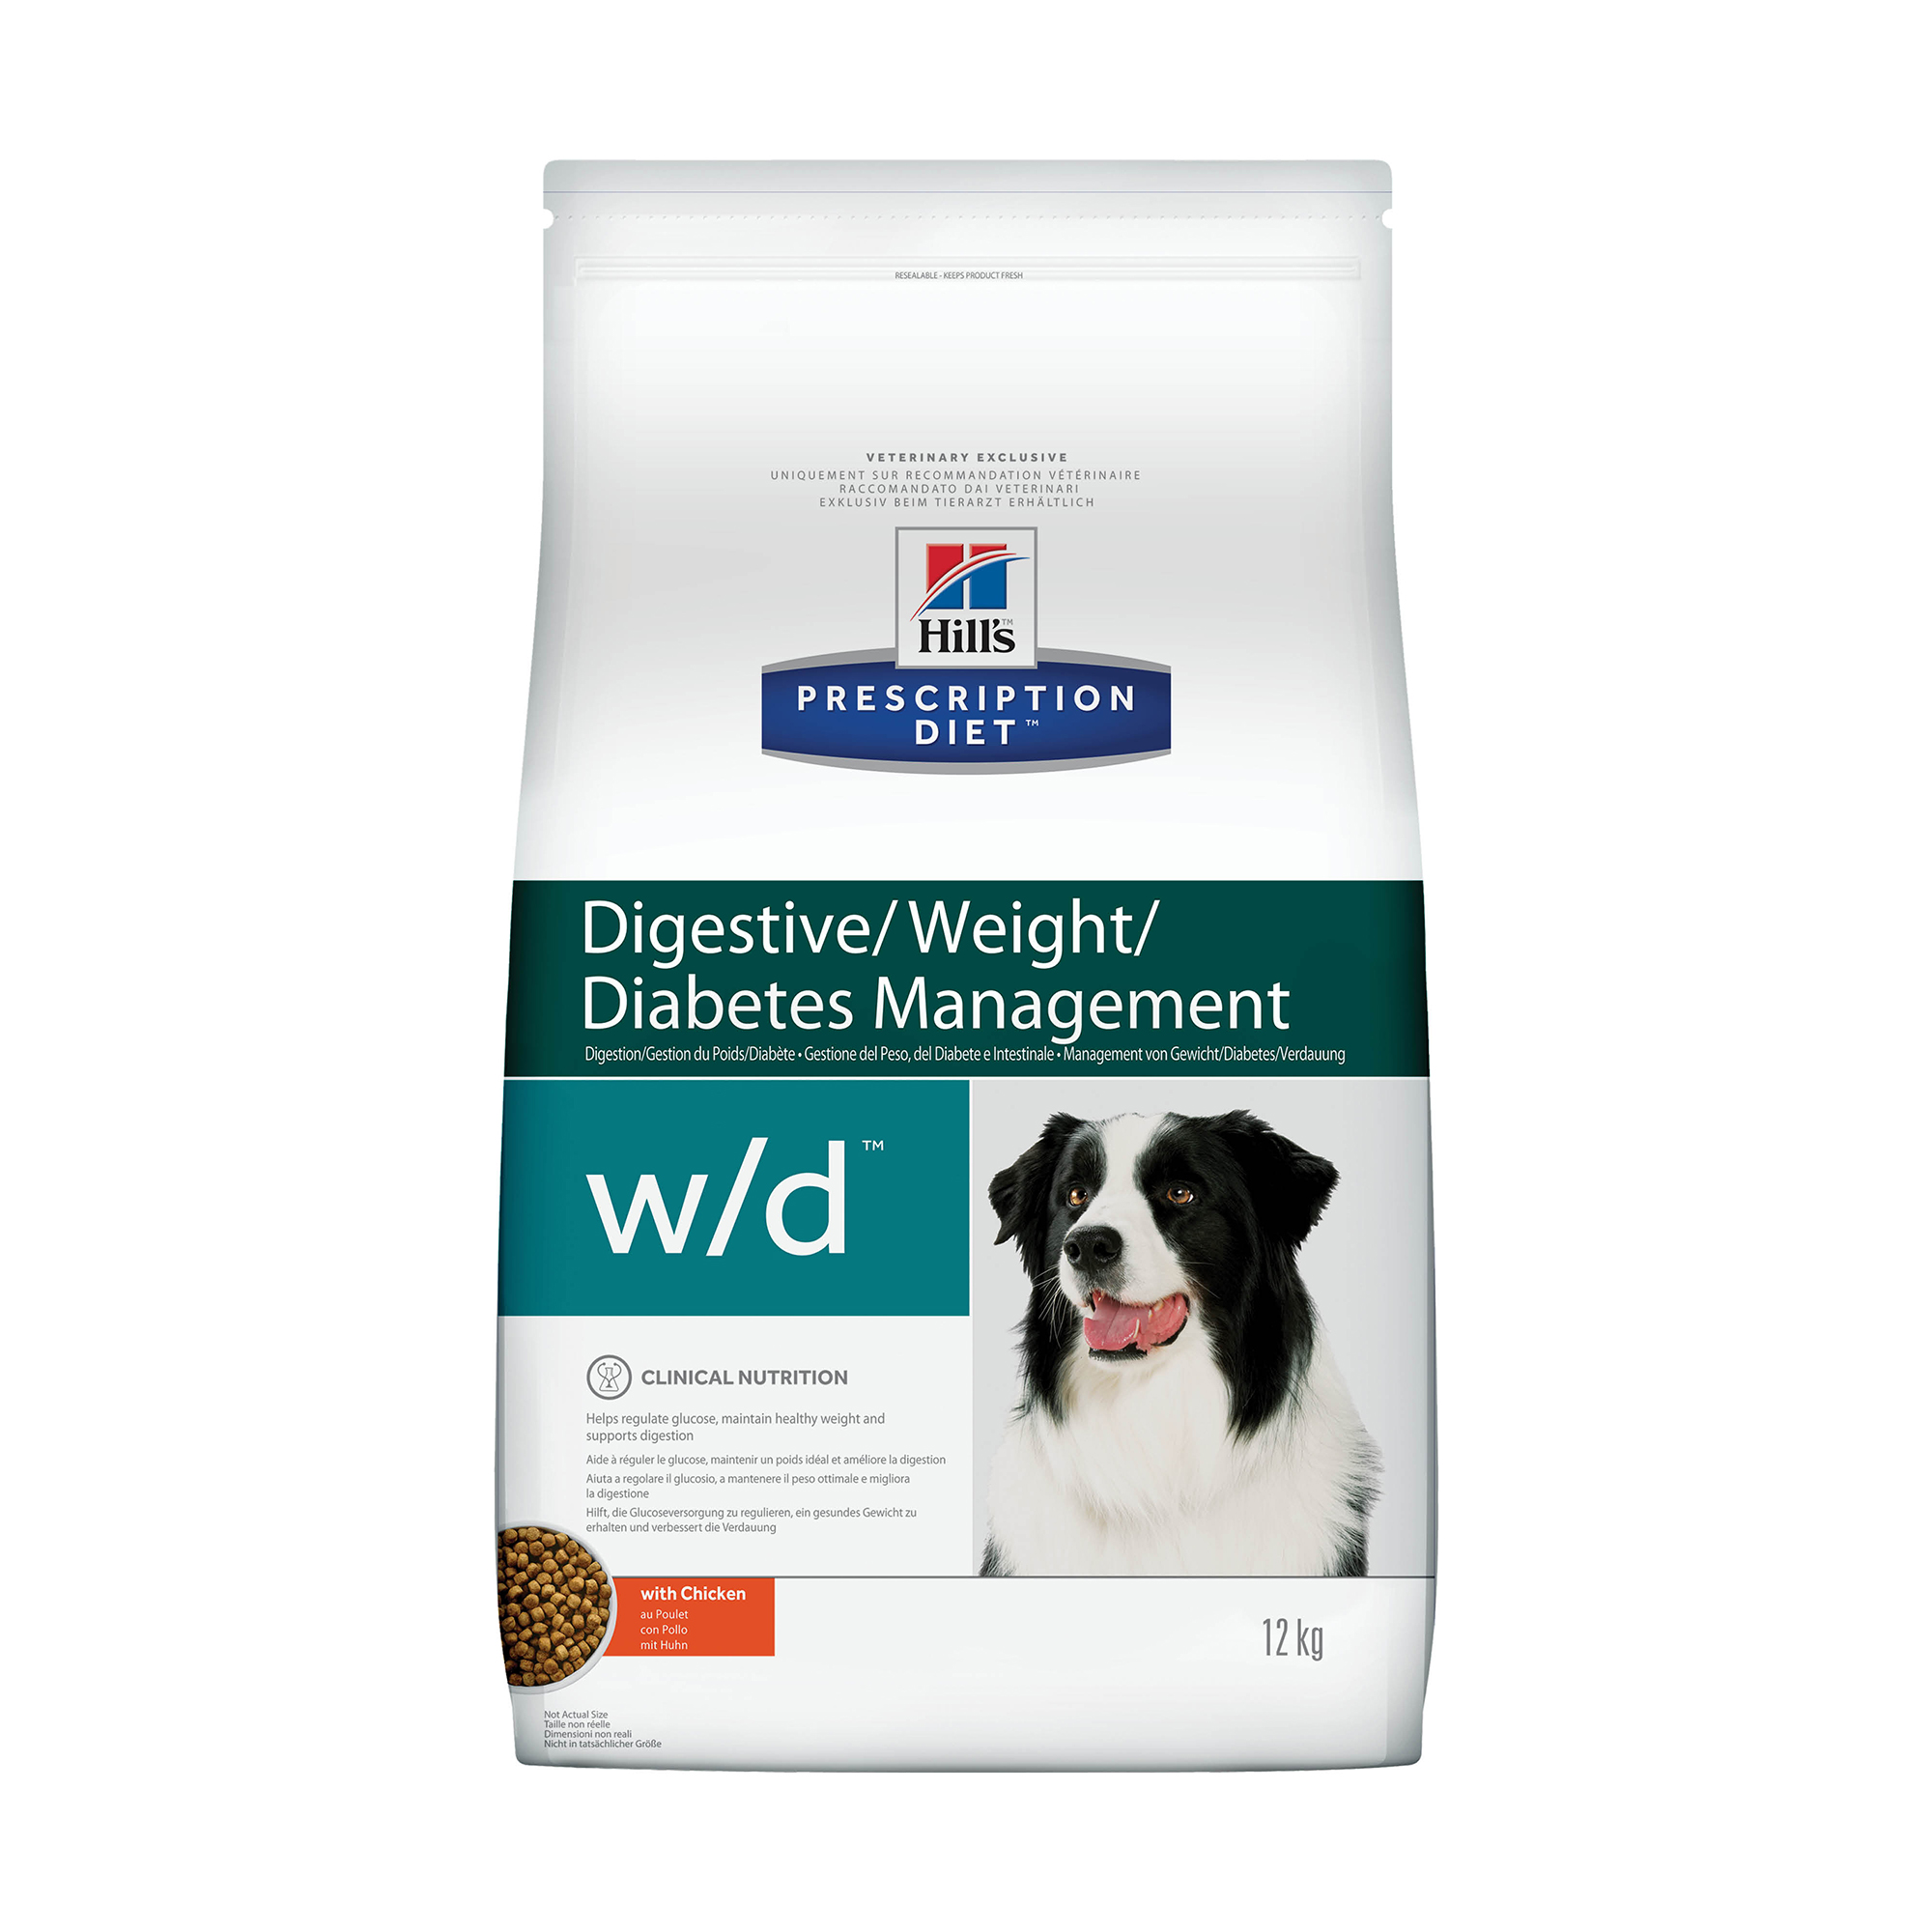 RESEALABLE - KEEPS PRODUCT FRESH
VETERINARY EXCLUSIVE
UNIQUEMENT SUR RECOMMANDATION VÉTÉRINAIRE
RACCOMANDATO DAI VETERINARI
EXKLUSIV BEIM TIERARZT ERHÄLTLICH
Hill's™
PRESCRIPTION
DIET™
Digestive/Weight/
Diabetes Management
Digestion/Gestion du Poids/Diabète • Gestione del Peso, del Diabete e Intestinale • Management von Gewicht/Diabetes/Verdauung
w/d™
CLINICAL NUTRITION
Helps regulate glucose, maintain healthy weight and
supports digestion
Aide à réguler le glucose, maintenir un poids idéal et améliore la digestion
Aiuta a regolare il glucosio, a mantenere il peso ottimale e migliora
la digestione
Hilft, die Glucoseversorgung zu regulieren, ein gesundes Gewicht zu
erhalten und verbessert die Verdauung
with Chicken
au Poulet
con Pollo
mit Huhn
12 kg
Not Actual Size
Taille non réelle
Dimensioni non reali
Nicht in tatsächlicher Größe